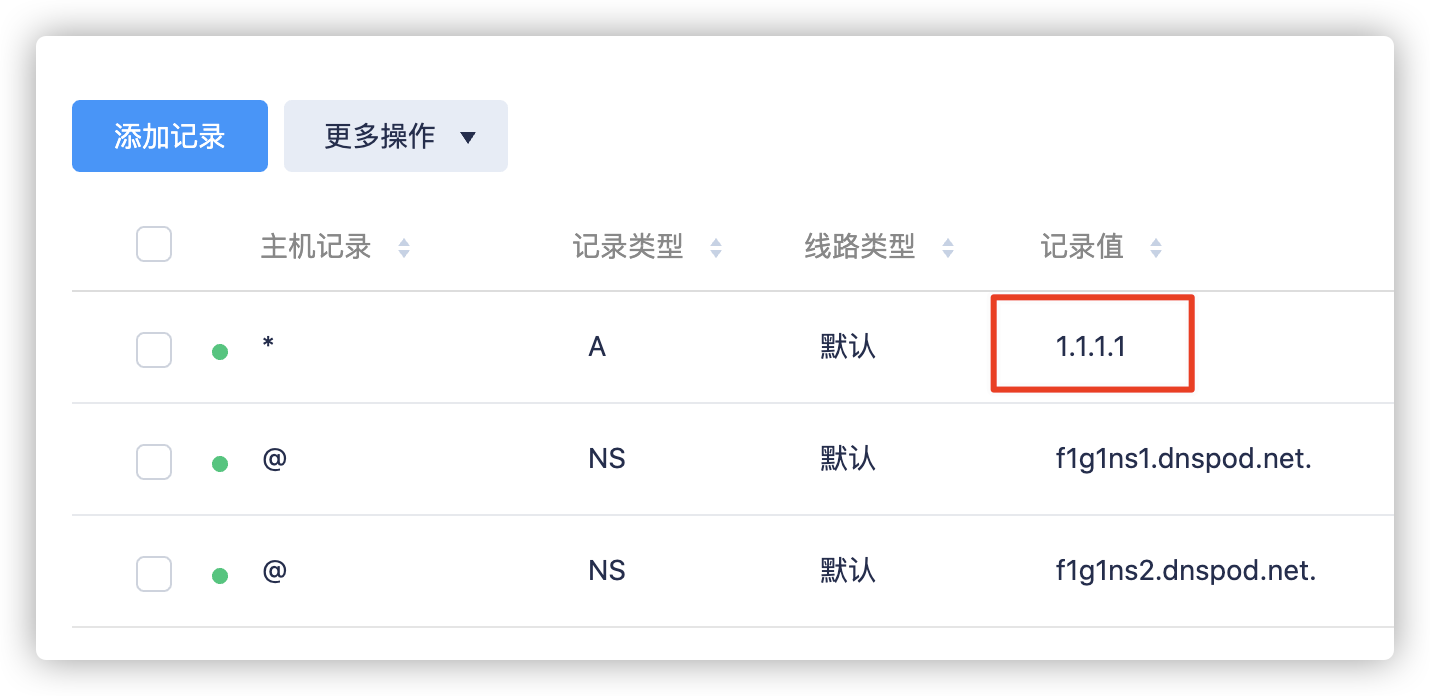 添加记录 更多操作
主机记录 记录类型 线路类型 记录值
* A 默认 1.1.1.1
@ NS 默认 f1g1ns1.dnspod.net.
@ NS 默认 f1g1ns2.dnspod.net.